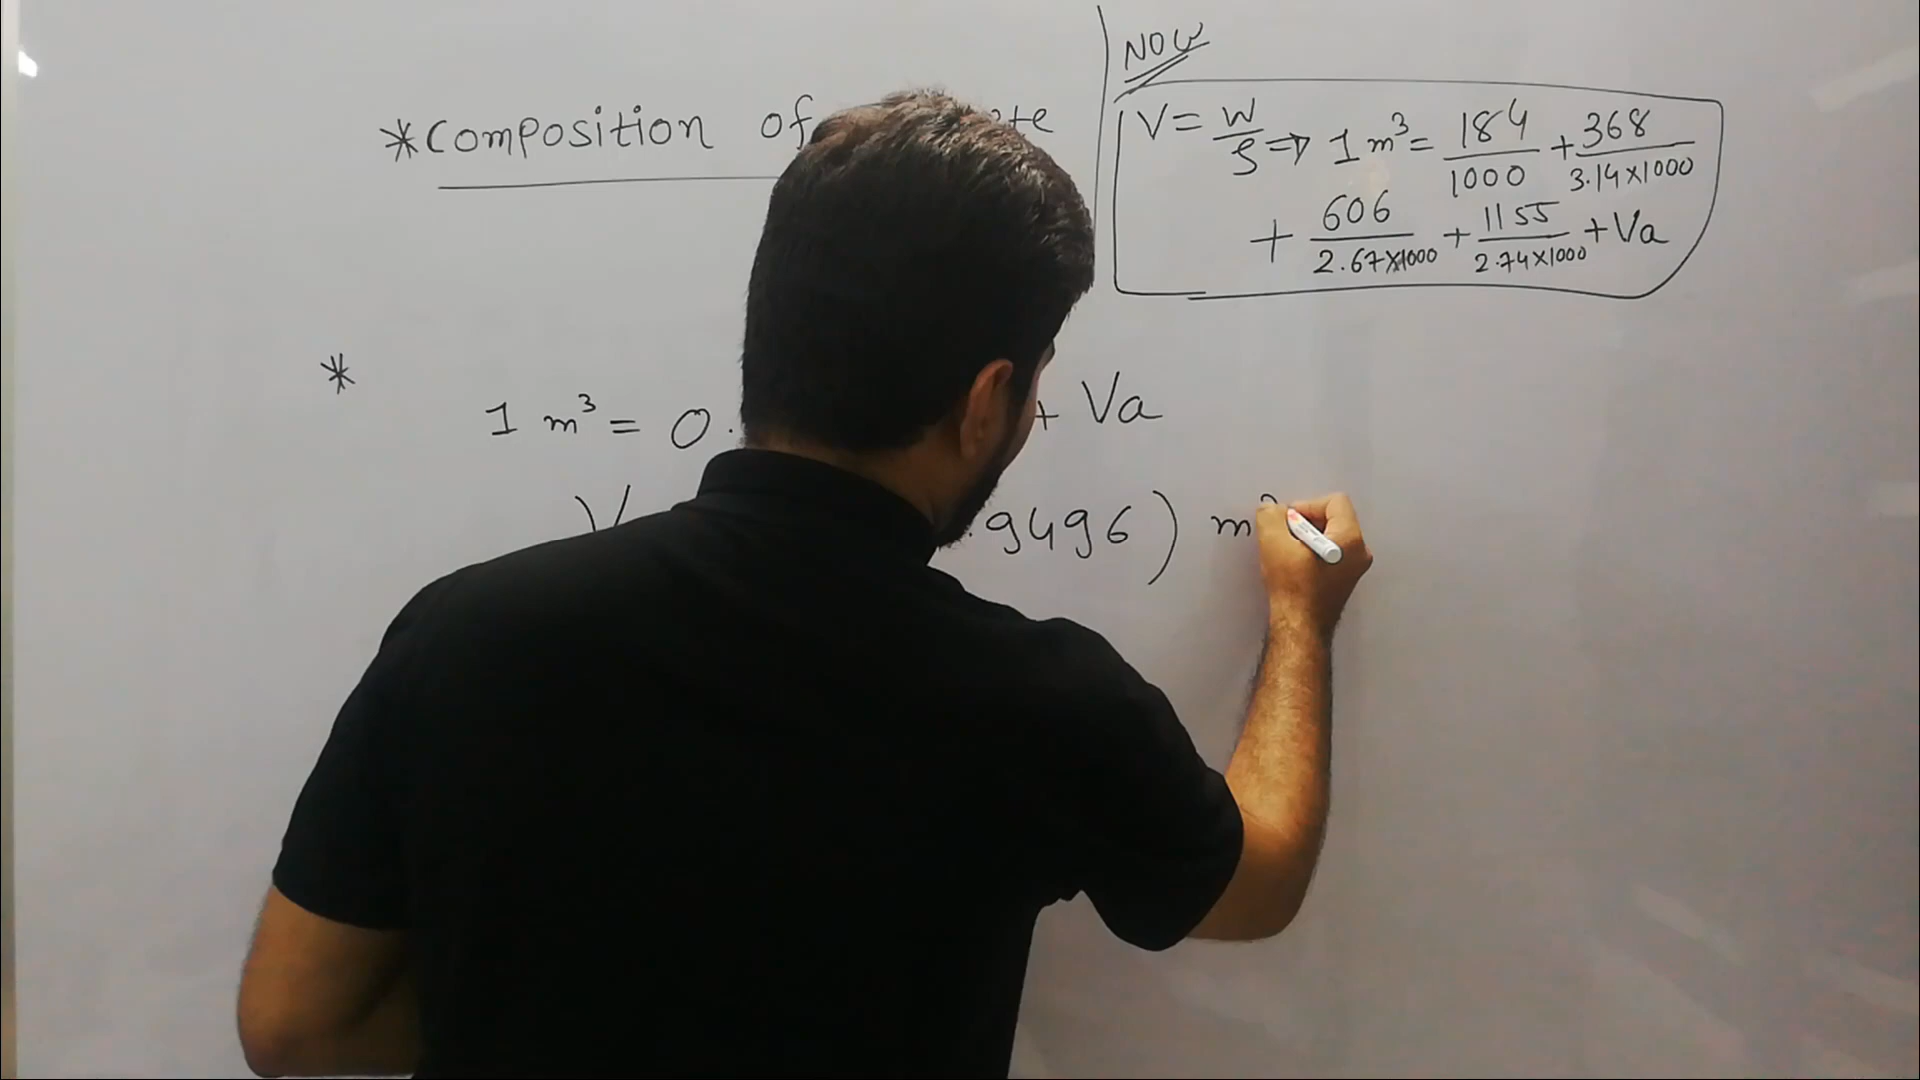 *Composition of
NOW
V = W/ρ ⇒ 1 m³ = 184/1000 + 368/3.14×1000
+ 606/2.67×1000 + 1155/2.74×1000 + Va
*
1 m³ = 0. + Va
V .9496) m